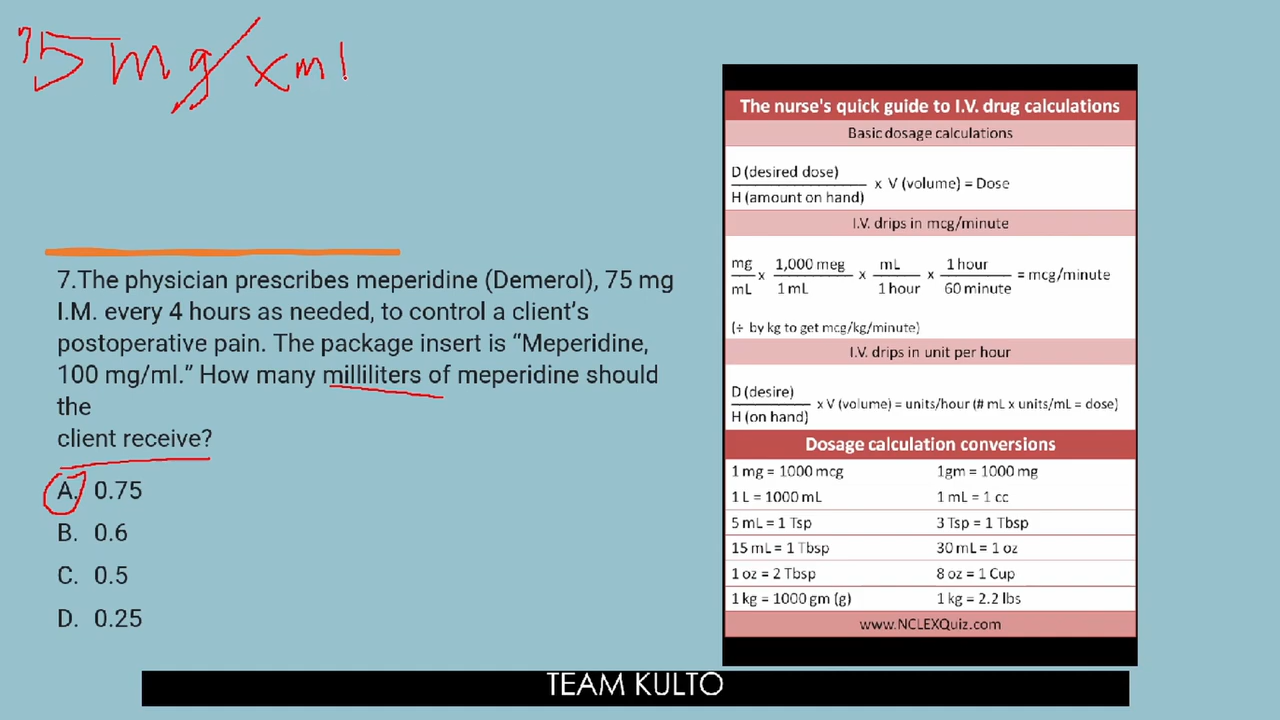 75 mg/x ml
7.The physician prescribes meperidine (Demerol), 75 mg
I.M. every 4 hours as needed, to control a client's
postoperative pain. The package insert is “Meperidine,
100 mg/ml.” How many milliliters of meperidine should
the
client receive?
A. 0.75
B. 0.6
C. 0.5
D. 0.25
The nurse's quick guide to I.V. drug calculations
Basic dosage calculations
D (desired dose)
H (amount on hand)
x V (volume) = Dose
I.V. drips in mcg/minute
mg x 1,000 meg x mL x 1 hour
mL 1 mL 1 hour 60 minute
= mcg/minute
(÷ by kg to get mcg/kg/minute)
I.V. drips in unit per hour
D (desire)
H (on hand)
x V (volume) = units/hour (# mL x units/mL = dose)
Dosage calculation conversions
1 mg = 1000 mcg 1gm = 1000 mg
1 L = 1000 mL 1 mL = 1 cc
5 mL = 1 Tsp 3 Tsp = 1 Tbsp
15 mL = 1 Tbsp 30 mL = 1 oz
1 oz = 2 Tbsp 8 oz = 1 Cup
1 kg = 1000 gm (g) 1 kg = 2.2 lbs
www.NCLEXQuiz.com
TEAM KULTO